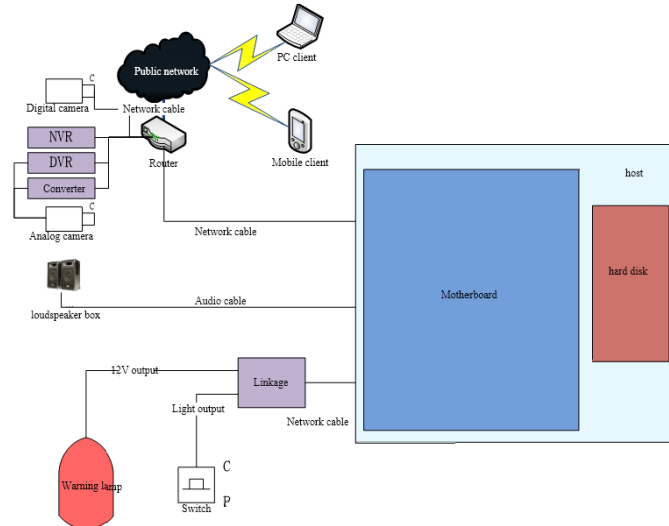 PC client
Public network
C
Digital camera
Network cable
NVR
DVR
Converter
Router
Mobile client
C
Analog camera
Network cable
host
hard disk
Motherboard
Audio cable
loudspeaker box
12V output
Linkage
Light output
Network cable
C
Warning lamp
P
Switch